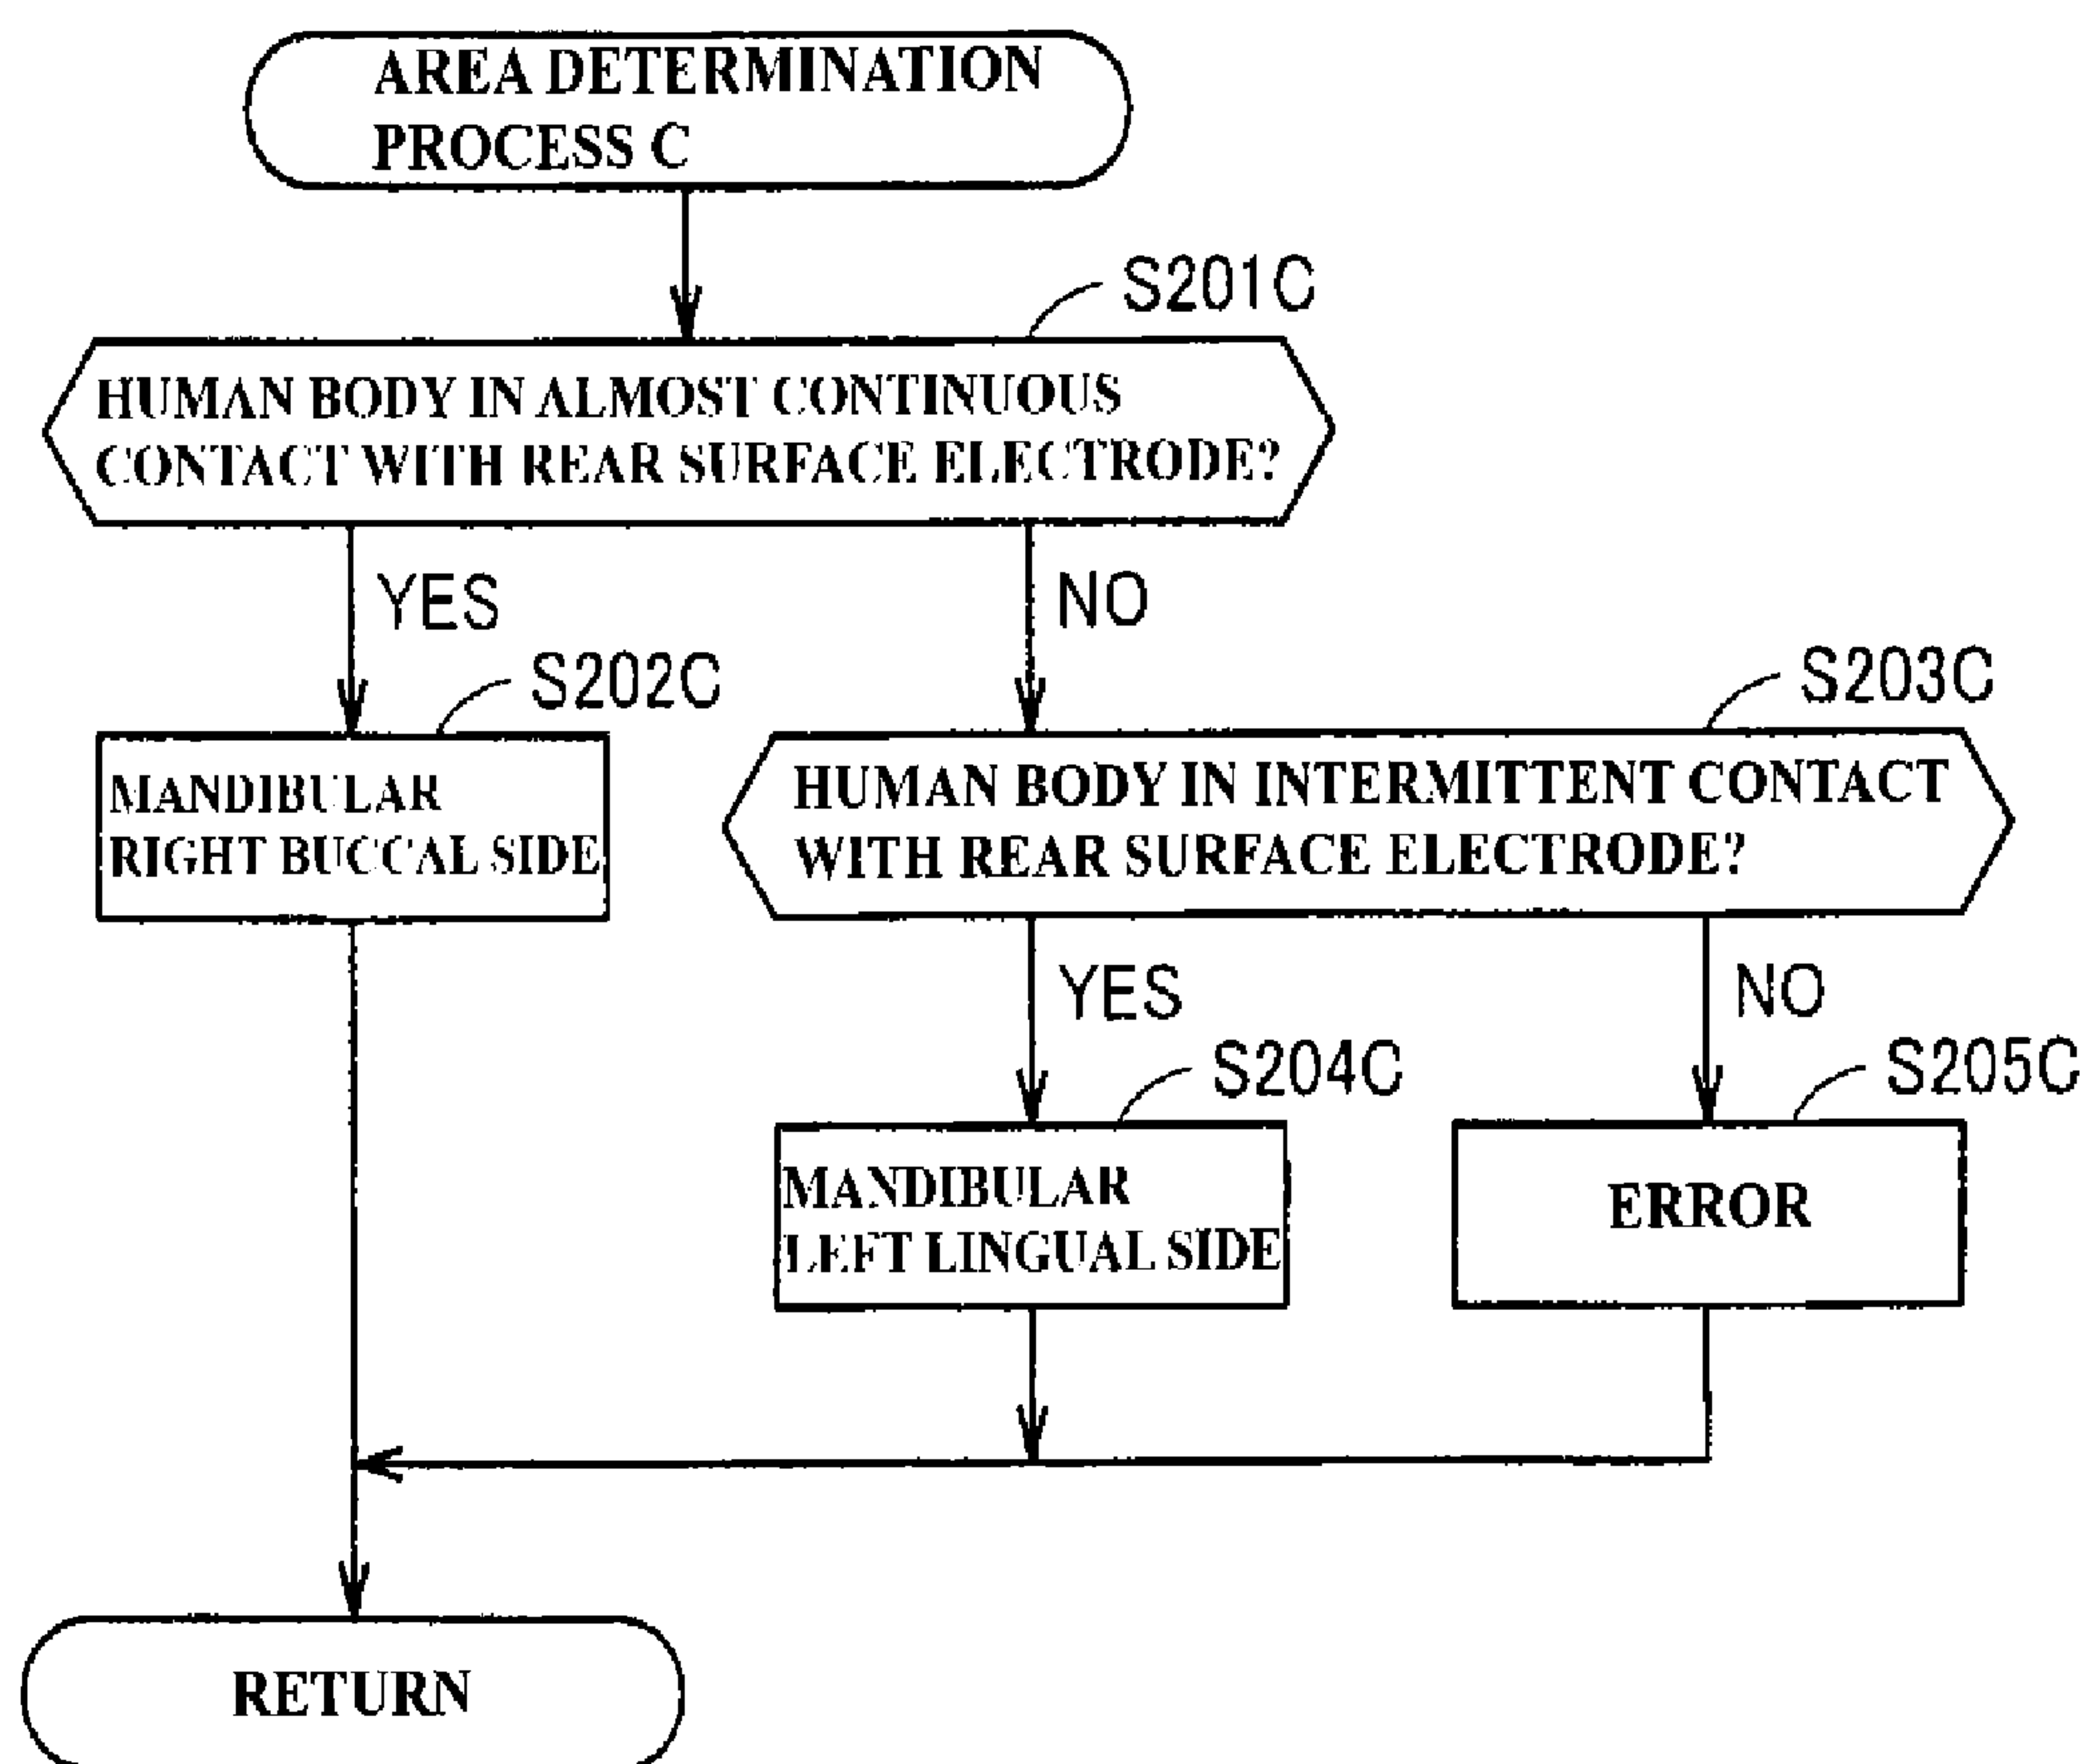 AREA DETERMINATION
PROCESS C
S201C
HUMAN BODY IN ALMOST CONTINUOUS
CONTACT WITH REAR SURFACE ELECTRODE?
YES
NO
S202C
S203C
MANDIBULAR
RIGHT BUCCAL SIDE
HUMAN BODY IN INTERMITTENT CONTACT
WITH REAR SURFACE ELECTRODE?
YES
NO
S204C
S205C
MANDIBULAR
LEFT LINGUAL SIDE
ERROR
RETURN